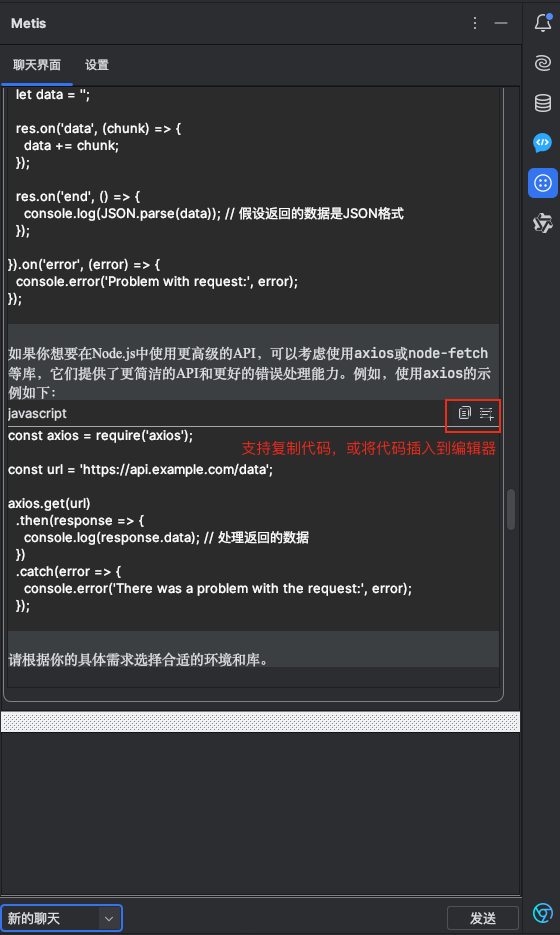 Metis
聊天界面
设置
let data = '';
res.on('data', (chunk) => {
data += chunk;
});
res.on('end', () => {
console.log(JSON.parse(data)); // 假设返回的数据是JSON格式
});
}).on('error', (error) => {
console.error('Problem with request:', error);
});
如果你想要在Node.js中使用更高级的API，可以考虑使用axios或node-fetch
等库，它们提供了更简洁的API和更好的错误处理能力。例如，使用axios的示
例如下：
javascript
const axios = require('axios');
支持复制代码，或将代码插入到编辑器
const url = 'https://api.example.com/data';
axios.get(url)
.then(response => {
console.log(response.data); // 处理返回的数据
})
.catch(error => {
console.error('There was a problem with the request:', error);
});
请根据你的具体需求选择合适的环境和库。
新的聊天
发送